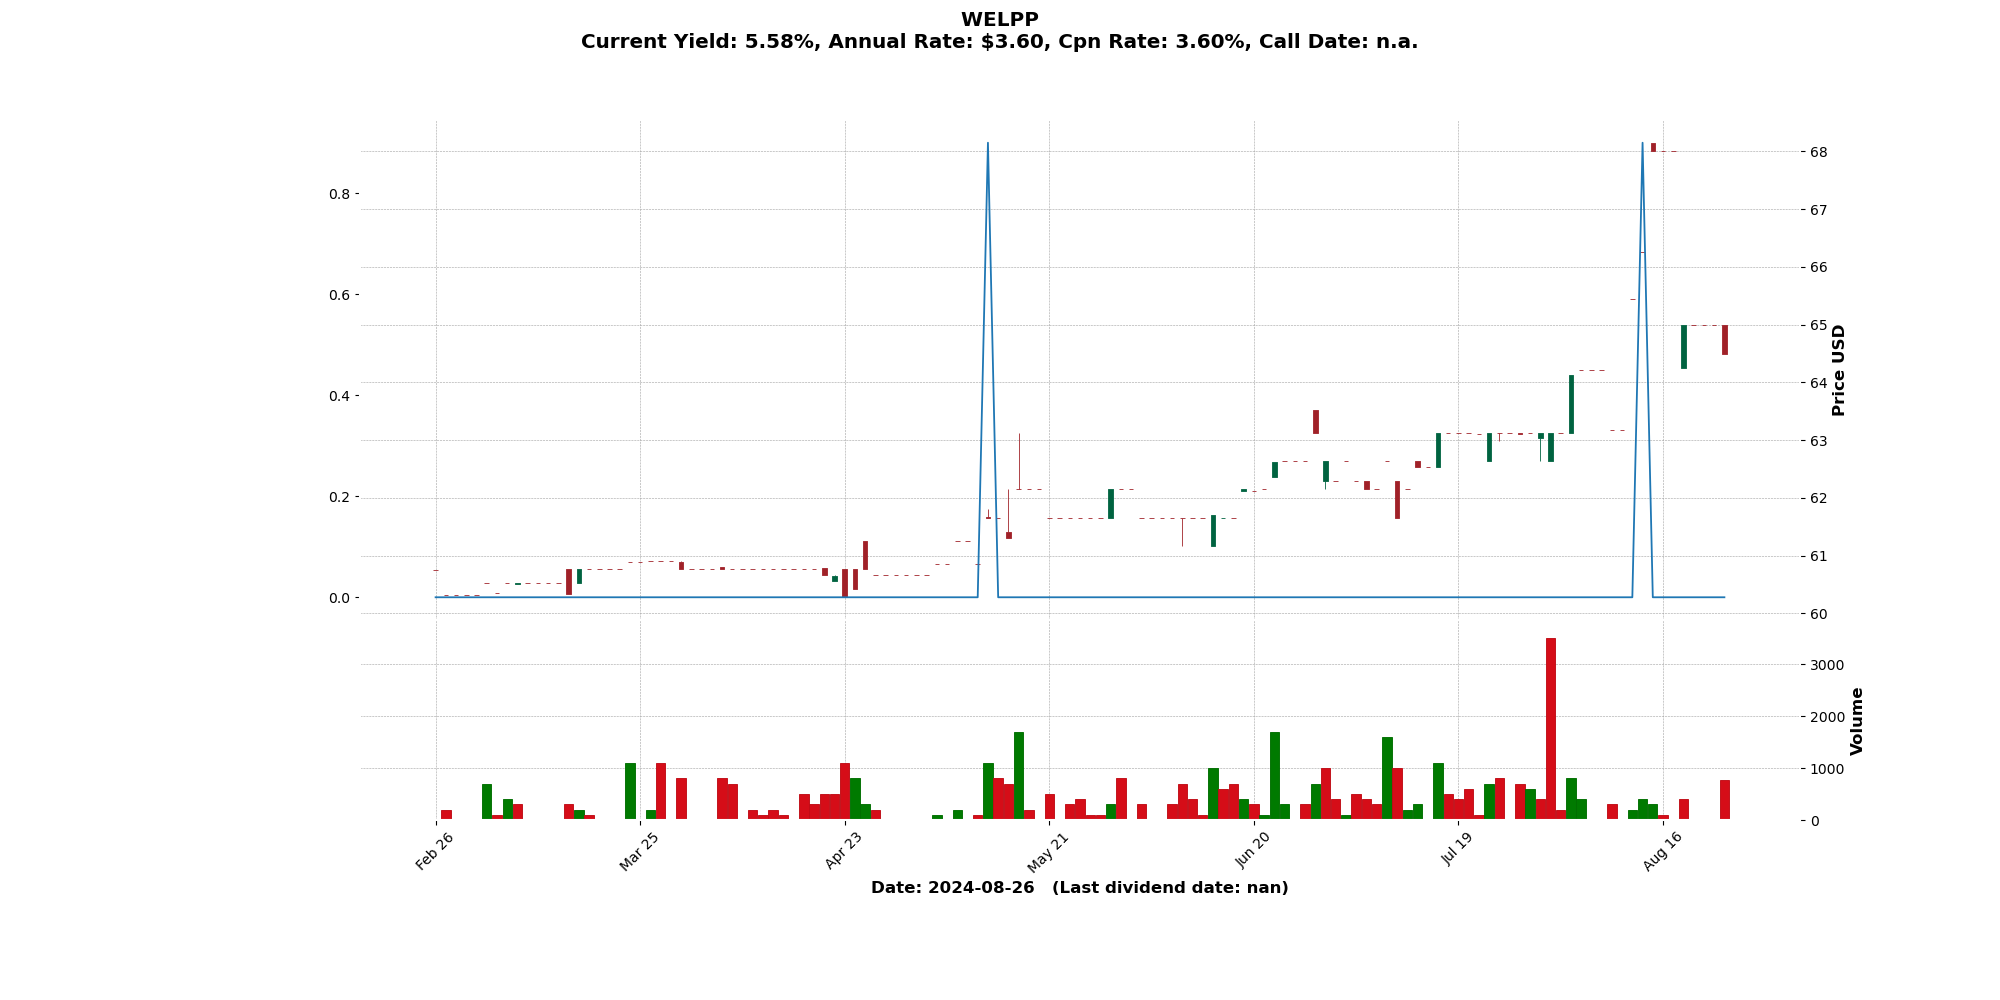 WELPP
Current Yield: 5.58%, Annual Rate: $3.60, Cpn Rate: 3.60%, Call Date: n.a.
0.8
0.6
0.4
0.2
0.0
68
67
66
65
64
63
62
61
60
Price USD
3000
2000
1000
0
Volume
Feb 26
Mar 25
Apr 23
May 21
Jun 20
Jul 19
Aug 16
Date: 2024-08-26 (Last dividend date: nan)